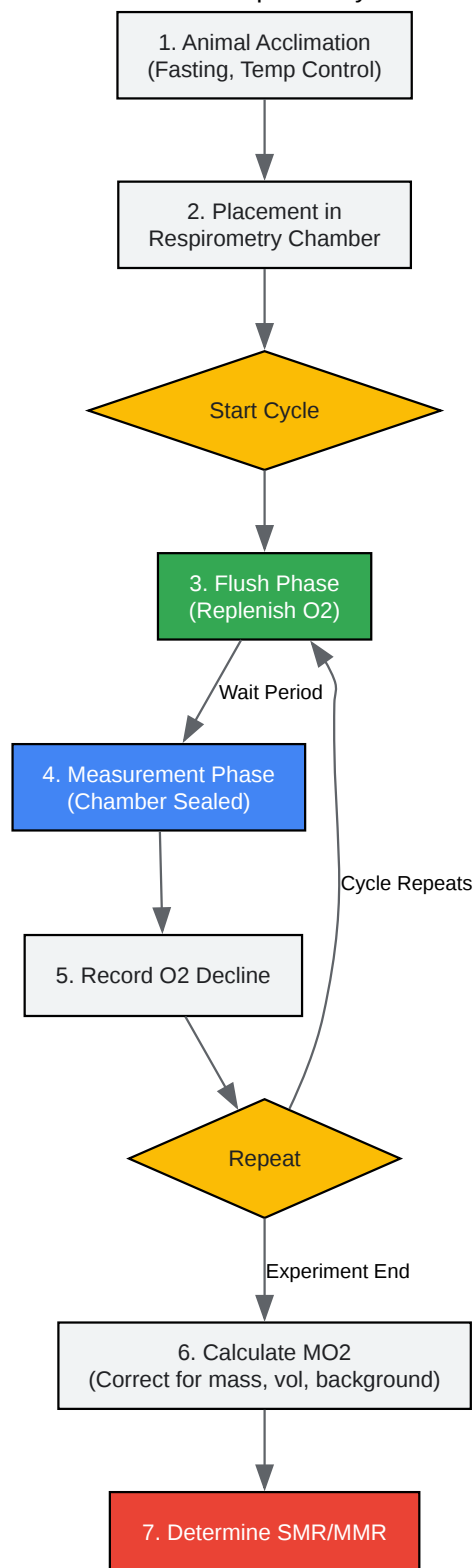 1. Animal Acclimation
(Fasting, Temp Control)
2. Placement in
Respirometry Chamber
Start Cycle
3. Flush Phase
(Replenish O2)
Wait Period
4. Measurement Phase
(Chamber Sealed)
Cycle Repeats
5. Record O2 Decline
Repeat
Experiment End
6. Calculate MO2
(Correct for mass, vol, background)
7. Determine SMR/MMR